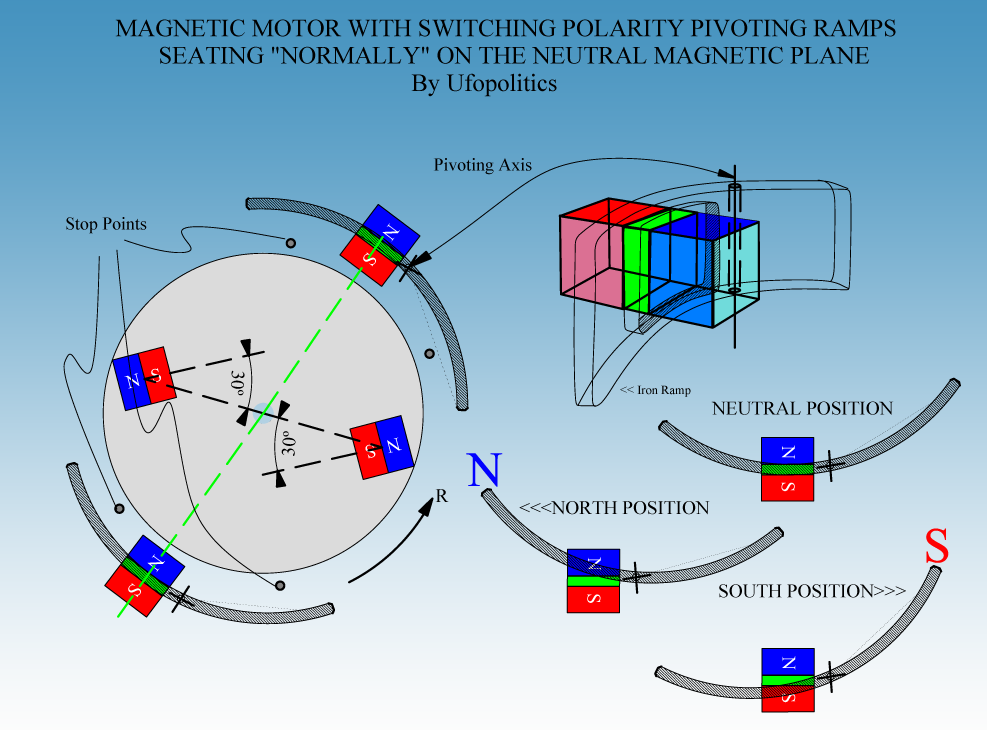 MAGNETIC MOTOR WITH SWITCHING POLARITY PIVOTING RAMPS
SEATING "NORMALLY" ON THE NEUTRAL MAGNETIC PLANE
By Ufopolitics
Pivoting Axis
Stop Points
N
S
N
S
30º
30º
S
N
<< Iron Ramp
NEUTRAL POSITION
N
S
N
<<<NORTH POSITION
R
N
S
N
S
S
SOUTH POSITION>>>
N
S